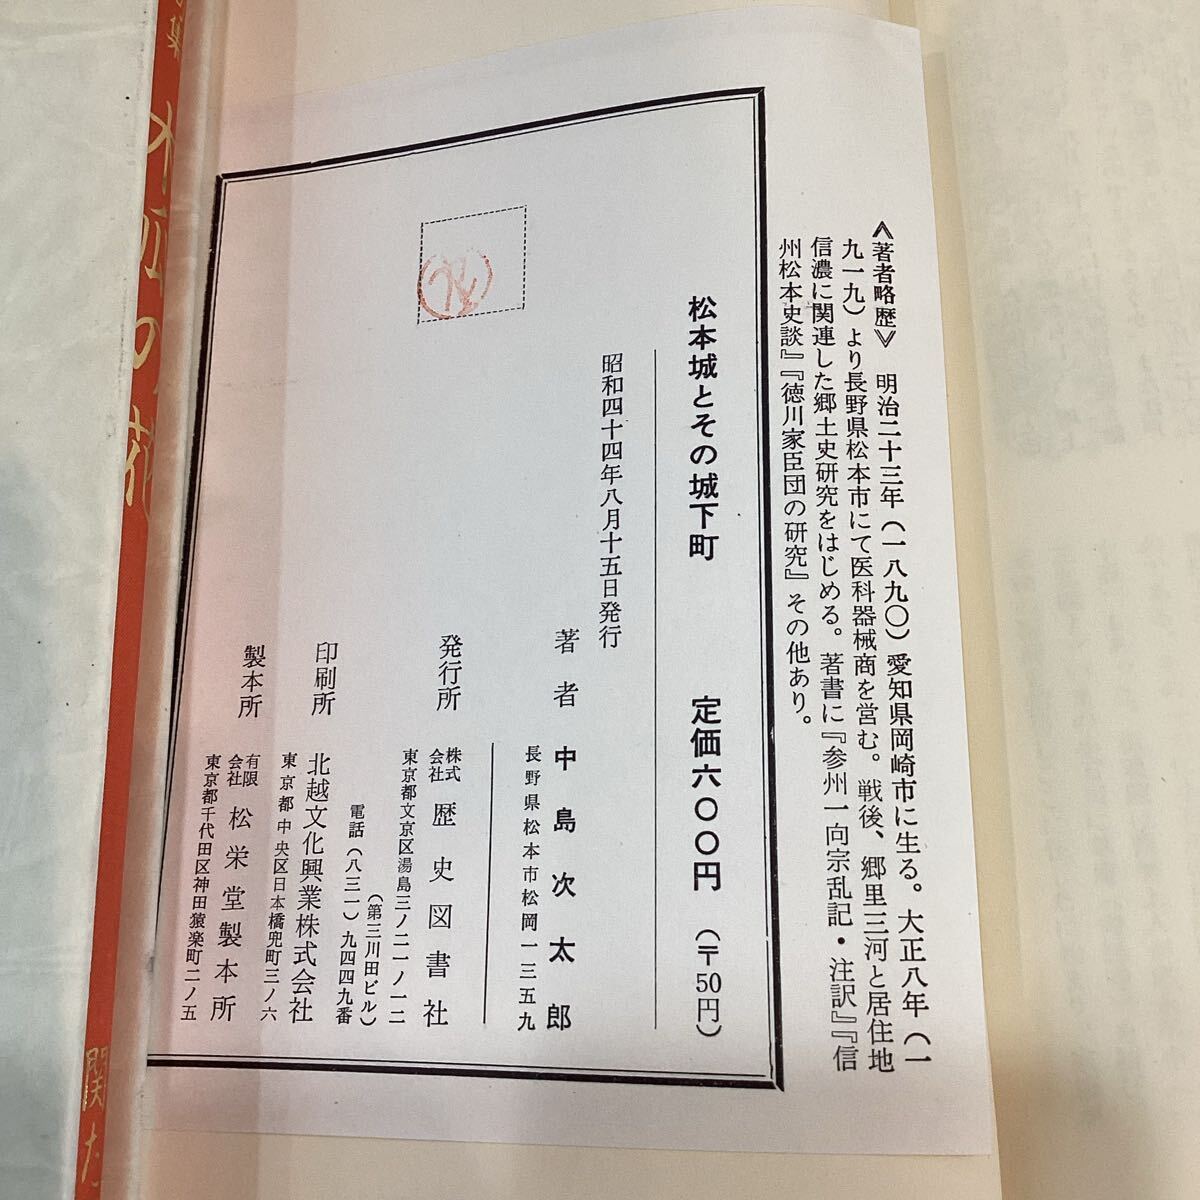 《著者略歴》 明治二十三年(一八九〇)愛知県岡崎市に生る。大正八年(一
九一九)より長野県松本市にて医科器械商を営む。戦後、郷里三河と居住地
信濃に関連した郷土史研究をはじめる。著書に『参州一向宗乱記・注訳』『信
州松本史談』『徳川家臣団の研究』その他あり。
松本城とその城下町 定価六〇〇円 (〒50円)
昭和四十四年八月十五日発行
著者 中島次太郎
長野県松本市松岡一三五九
発行所 株式会社 歴史図書社
東京都文京区湯島三ノ二一ノ一二
(第三川田ビル)
電話(八三一)九四四九番
印刷所 北越文化興業株式会社
東京都中央区日本橋兜町三ノ六
製本所 有限会社 松栄堂製本所
東京都千代田区神田猿楽町二ノ五
の花
関た